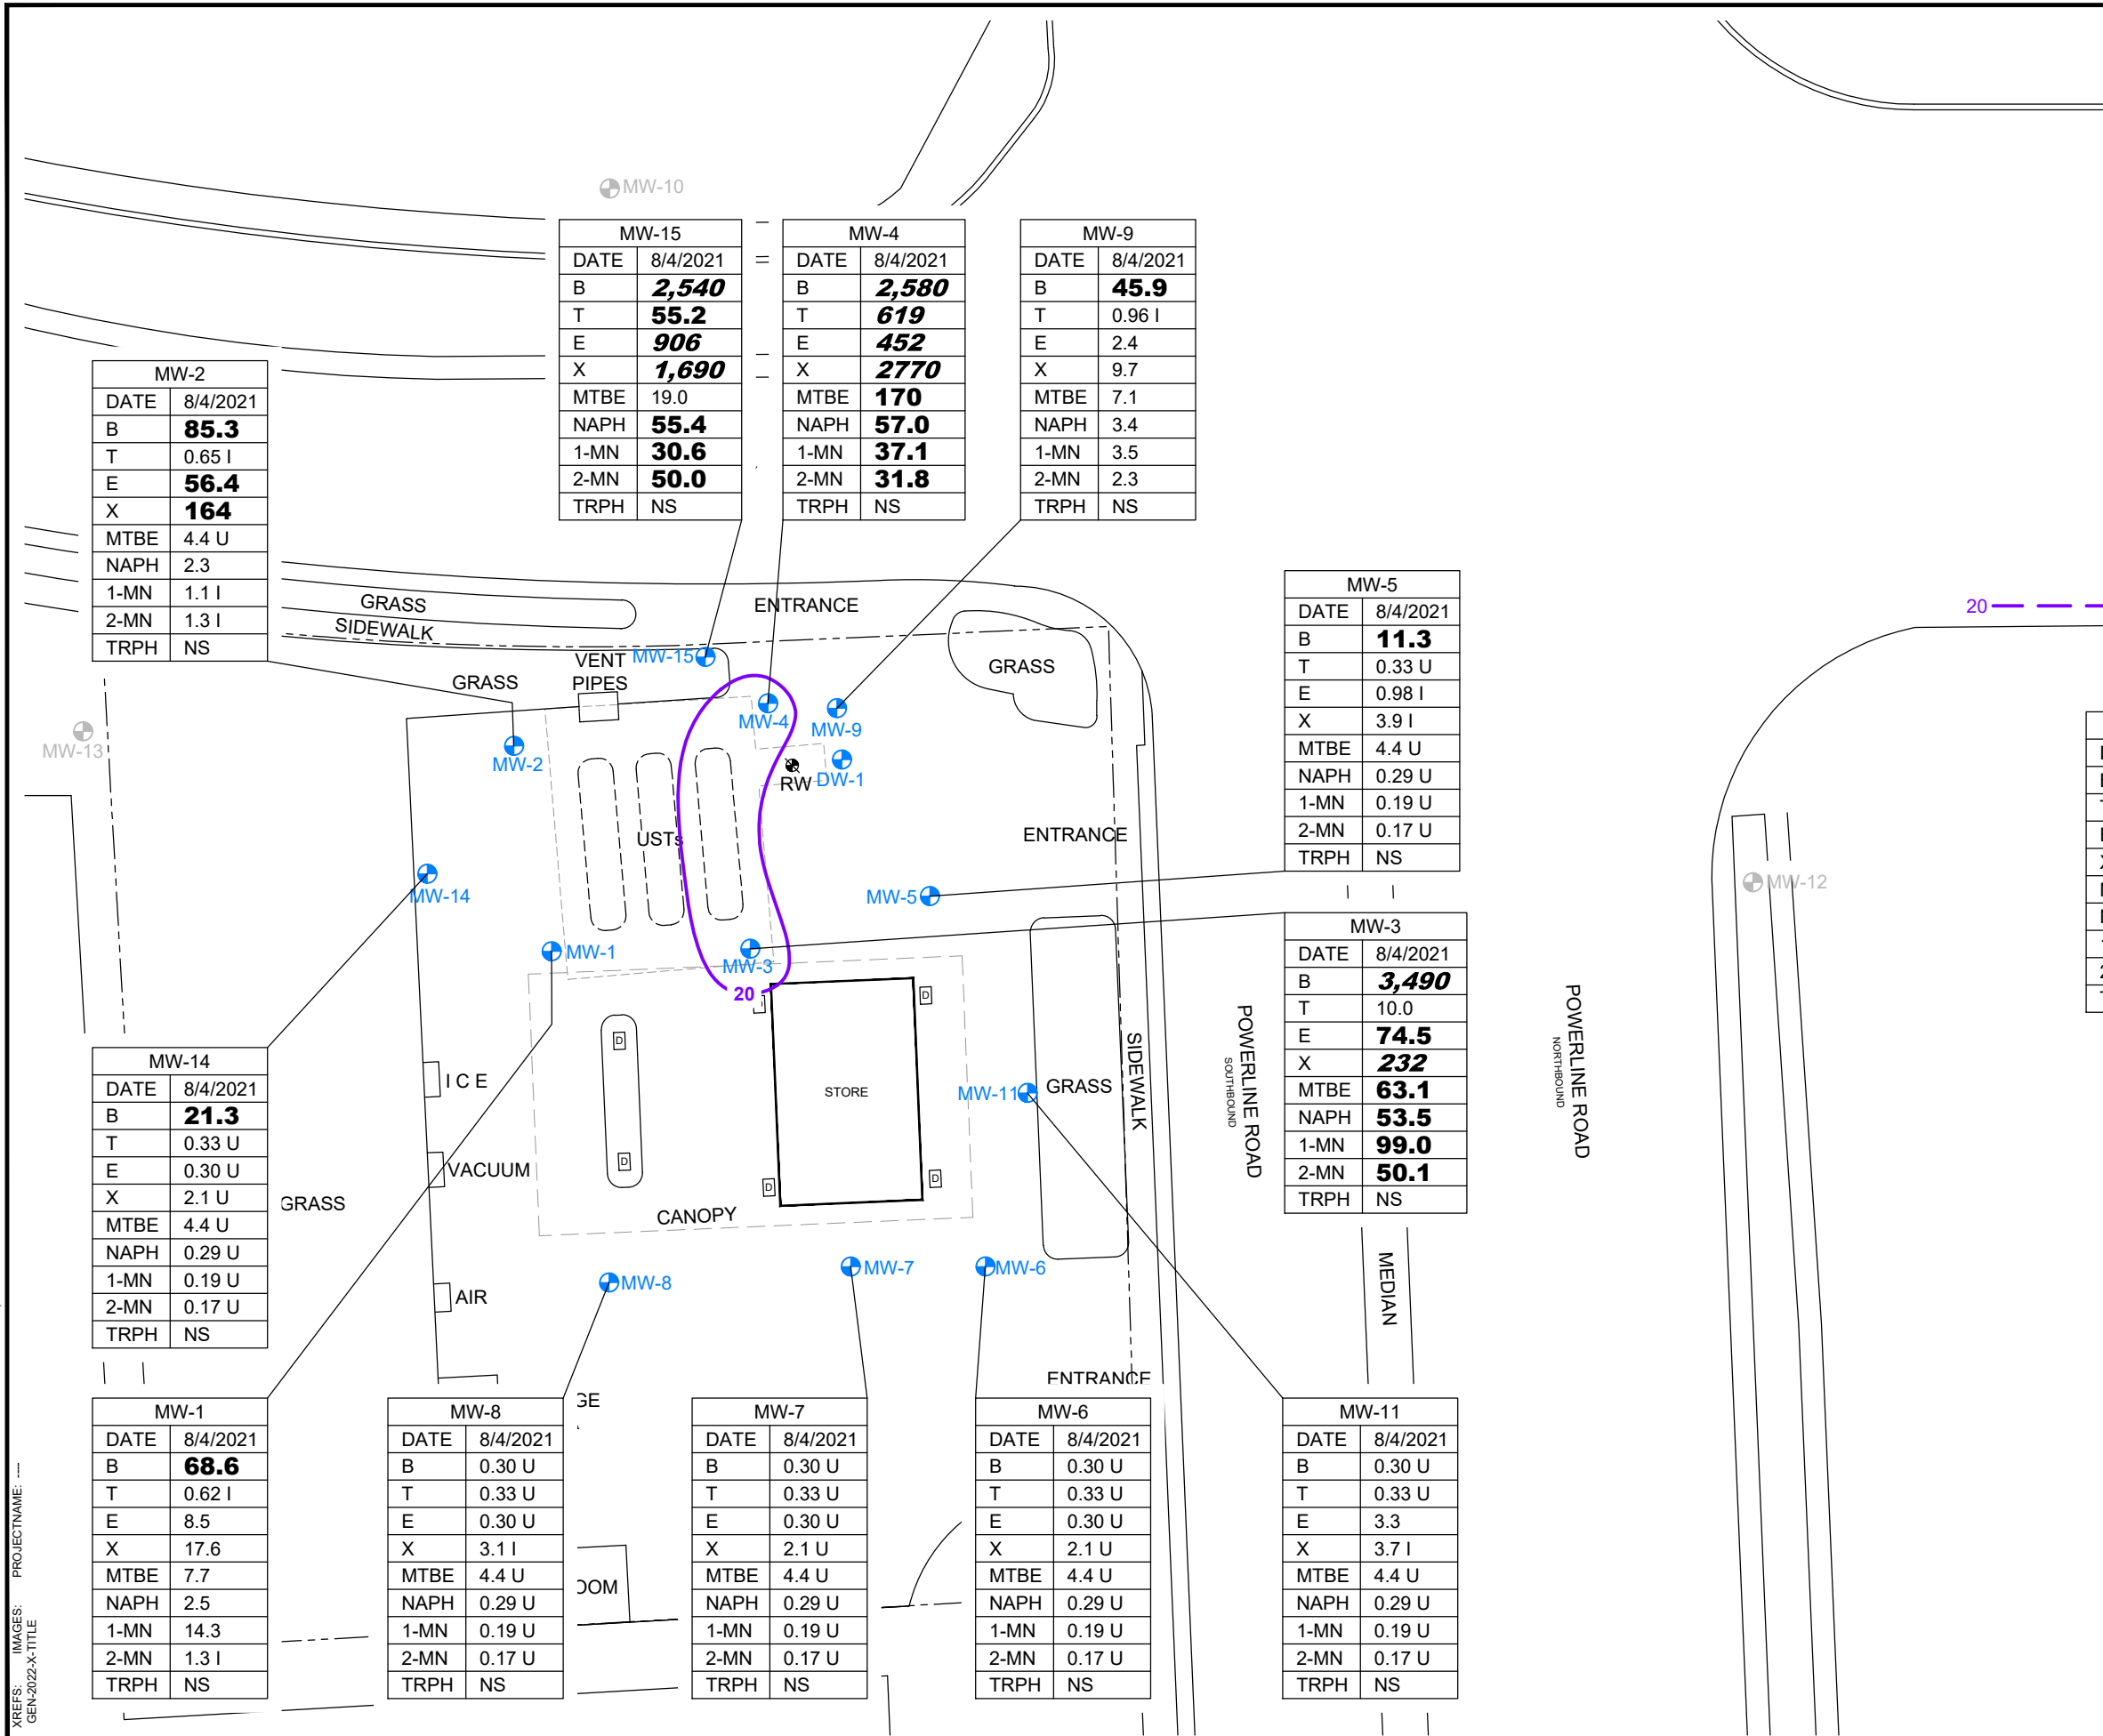 MW-10
MW-15
DATE 8/4/2021
B 2,540
T 55.2
E 906
X 1,690
MTBE 19.0
NAPH 55.4
1-MN 30.6
2-MN 50.0
TRPH NS
MW-4
DATE 8/4/2021
B 2,580
T 619
E 452
X 2770
MTBE 170
NAPH 57.0
1-MN 37.1
2-MN 31.8
TRPH NS
MW-9
DATE 8/4/2021
B 45.9
T 0.96 I
E 2.4
X 9.7
MTBE 7.1
NAPH 3.4
1-MN 3.5
2-MN 2.3
TRPH NS
MW-2
DATE 8/4/2021
B 85.3
T 0.65 I
E 56.4
X 164
MTBE 4.4 U
NAPH 2.3
1-MN 1.1 I
2-MN 1.3 I
TRPH NS
MW-5
DATE 8/4/2021
B 11.3
T 0.33 U
E 0.98 I
X 3.9 I
MTBE 4.4 U
NAPH 0.29 U
1-MN 0.19 U
2-MN 0.17 U
TRPH NS
20
GRASS
SIDEWALK
ENTRANCE
VENT
PIPES
MW-15
GRASS
GRASS
MW-4
MW-9
MW-13
MW-2
RW
DW-1
USTs
ENTRANCE
MW-14
MW-5
MW-12
MW-1
MW-3
20
MW-3
DATE 8/4/2021
B 3,490
T 10.0
E 74.5
X 232
MTBE 63.1
NAPH 53.5
1-MN 99.0
2-MN 50.1
TRPH NS
MW-14
DATE 8/4/2021
B 21.3
T 0.33 U
E 0.30 U
X 2.1 U
MTBE 4.4 U
NAPH 0.29 U
1-MN 0.19 U
2-MN 0.17 U
TRPH NS
D
D
D
D
D
ICE
STORE
MW-11
GRASS
SIDEWALK
POWERLINE ROAD
SOUTHBOUND
POWERLINE ROAD
NORTHBOUND
VACUUM
GRASS
CANOPY
MW-8
MW-7
MW-6
AIR
MEDIAN
ENTRANCE
GE
OOM
MW-1
DATE 8/4/2021
B 68.6
T 0.62 I
E 8.5
X 17.6
MTBE 7.7
NAPH 2.5
1-MN 14.3
2-MN 1.3 I
TRPH NS
MW-8
DATE 8/4/2021
B 0.30 U
T 0.33 U
E 0.30 U
X 3.1 I
MTBE 4.4 U
NAPH 0.29 U
1-MN 0.19 U
2-MN 0.17 U
TRPH NS
MW-7
DATE 8/4/2021
B 0.30 U
T 0.33 U
E 0.30 U
X 2.1 U
MTBE 4.4 U
NAPH 0.29 U
1-MN 0.19 U
2-MN 0.17 U
TRPH NS
MW-6
DATE 8/4/2021
B 0.30 U
T 0.33 U
E 0.30 U
X 2.1 U
MTBE 4.4 U
NAPH 0.29 U
1-MN 0.19 U
2-MN 0.17 U
TRPH NS
MW-11
DATE 8/4/2021
B 0.30 U
T 0.33 U
E 3.3
X 3.7 I
MTBE 4.4 U
NAPH 0.29 U
1-MN 0.19 U
2-MN 0.17 U
TRPH NS
XREFS: IMAGES: PROJECTNAME: ----
GEN-2022-X-TITLE